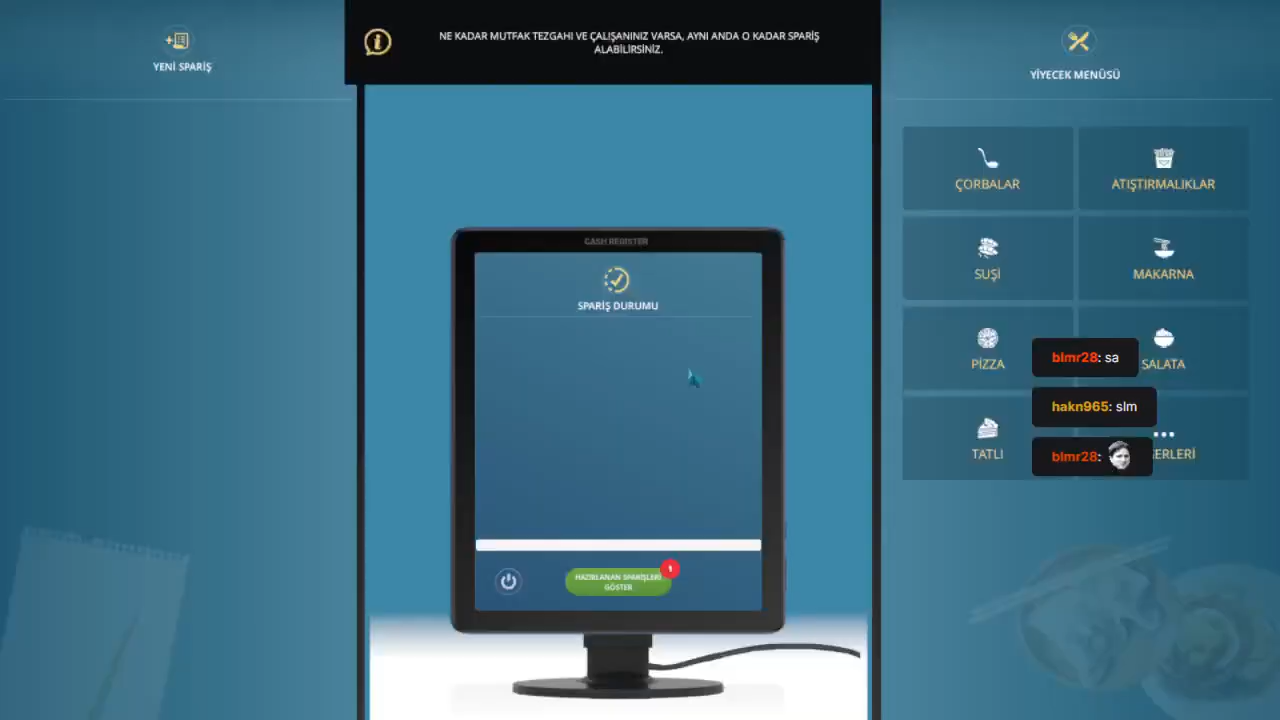 YENİ SPARİŞ
NE KADAR MUTFAK TEZGAHI VE ÇALIŞANINIZ VARSA, AYNI ANDA O KADAR SPARİŞ
ALABİLİRSİNİZ.
YİYECEK MENÜSÜ
CASH REGISTER
SPARİŞ DURUMU
HAZIRLANAN SPARİŞLERİ
GÖSTER
1
ÇORBALAR
ATIŞTIRMALIKLAR
SUŞİ
MAKARNA
PİZZA
SALATA
TATLI
blmr28: sa
hakn965: slm
blmr28: